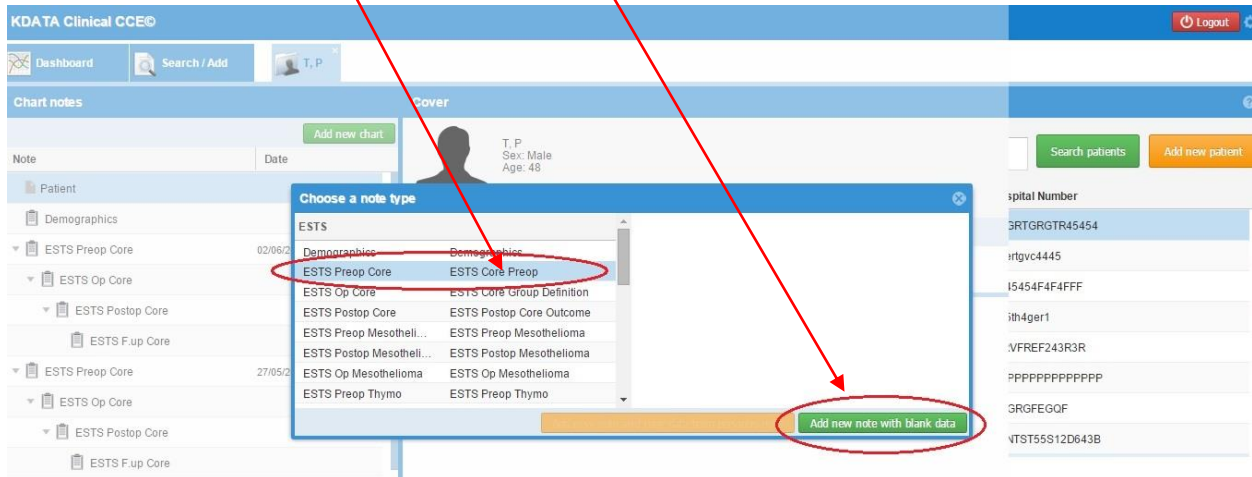 KDATA Clinical CCE©
Logout
Dashboard
Search / Add
T, P
Chart notes
Cover
Add new chart
Note Date
Patient
Demographics
ESTS Preop Core 02/06/2
ESTS Op Core
ESTS Postop Core
ESTS F.up Core
ESTS Preop Core 27/05/2
ESTS Op Core
ESTS Postop Core
ESTS F.up Core
T, P
Sex: Male
Age: 48
Search patients
Add new patient
Choose a note type
ESTS
Demographics Demographics
ESTS Preop Core ESTS Core Preop
ESTS Op Core ESTS Core Group Definition
ESTS Postop Core ESTS Postop Core Outcome
ESTS Preop Mesotheli... ESTS Preop Mesothelioma
ESTS Postop Mesotheli... ESTS Postop Mesothelioma
ESTS Op Mesothelioma ESTS Op Mesothelioma
ESTS Preop Thymo ESTS Preop Thymo
Add new note with blank data
spital Number
GRTGRGTR45454
ertgvc4445
45454F4F4FFF
5th4ger1
VFREF243R3R
PPPPPPPPPPPPP
GRGFEGQF
NTST55S12D643B